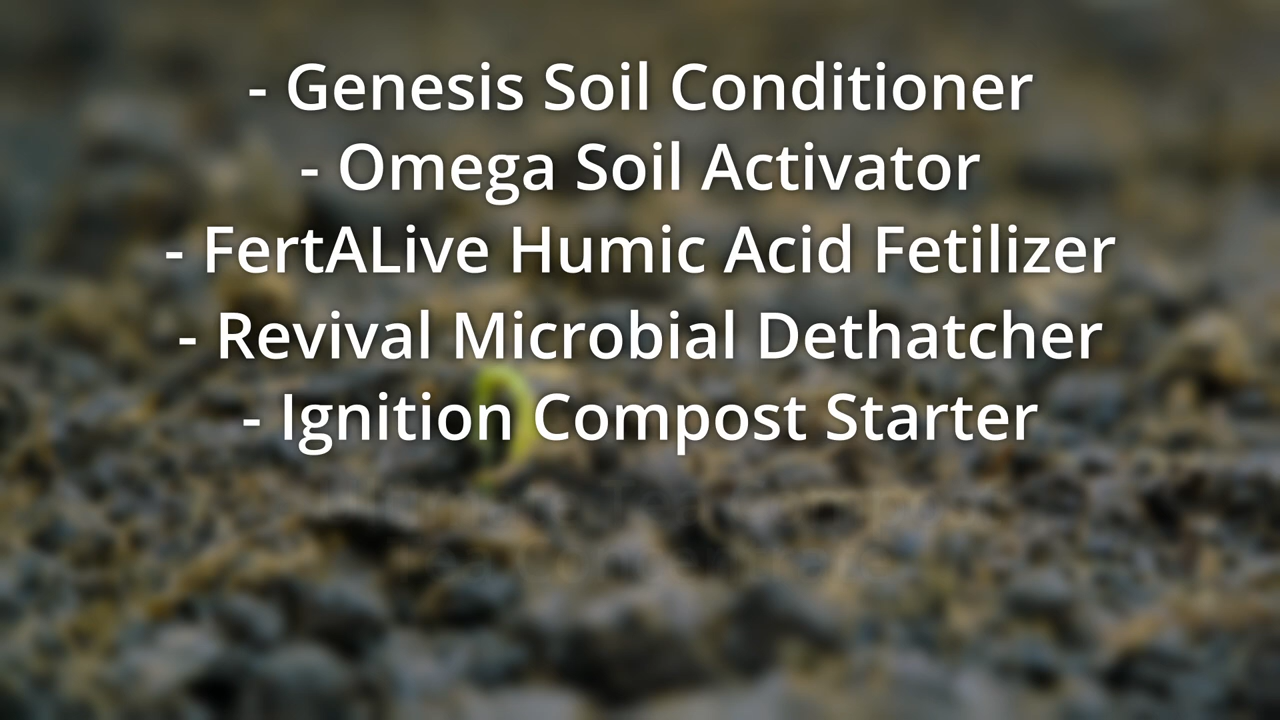 - Genesis Soil Conditioner
- Omega Soil Activator
- FertALive Humic Acid Fetilizer
- Revival Microbial Dethatcher
- Ignition Compost Starter